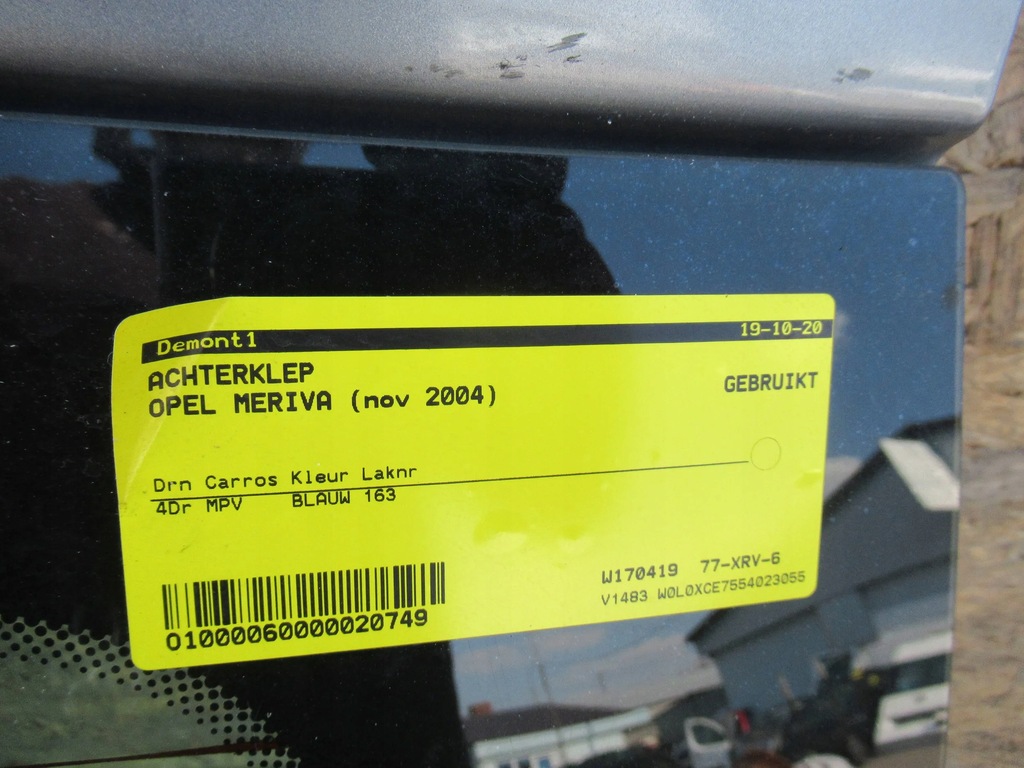 Demont1 19-10-20
ACHTERKLEP
OPEL MERIVA (nov 2004) GEBRUIKT
Drn Carros Kleur Laknr
4Dr MPV BLAUW 163
W170419 77-XRV-6
V1483 W0L0XCE7554023055
01000060000020749